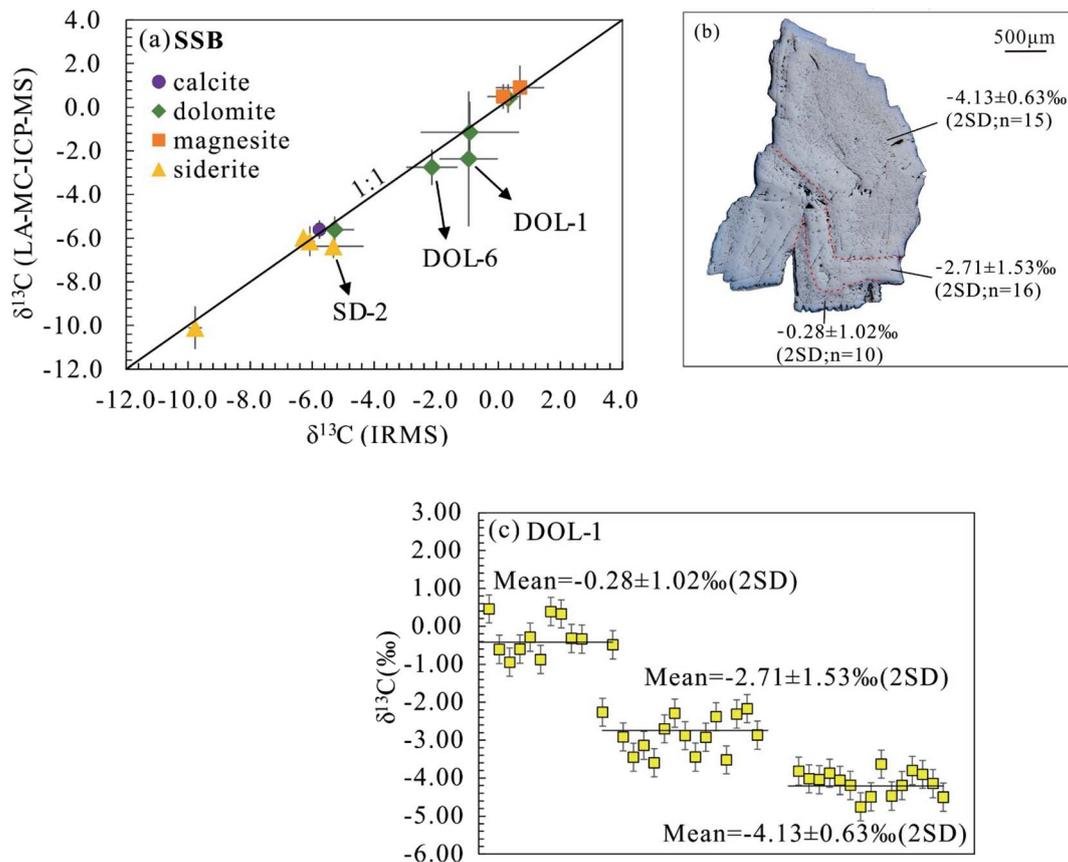 (a) SSB
calcite
dolomite
magnesite
siderite
1:1
DOL-1
DOL-6
SD-2
4.0
2.0
0.0
-2.0
-4.0
-6.0
-8.0
-10.0
-12.0
δ¹³C (LA-MC-ICP-MS)
-12.0 -10.0 -8.0 -6.0 -4.0 -2.0 0.0 2.0 4.0
δ¹³C (IRMS)
(b)
500μm
-4.13±0.63‰
(2SD;n=15)
-2.71±1.53‰
(2SD;n=16)
-0.28±1.02‰
(2SD;n=10)
(c) DOL-1
Mean=-0.28±1.02‰(2SD)
Mean=-2.71±1.53‰(2SD)
Mean=-4.13±0.63‰(2SD)
3.00
2.00
1.00
0.00
-1.00
-2.00
-3.00
-4.00
-5.00
-6.00
δ¹³C(‰)